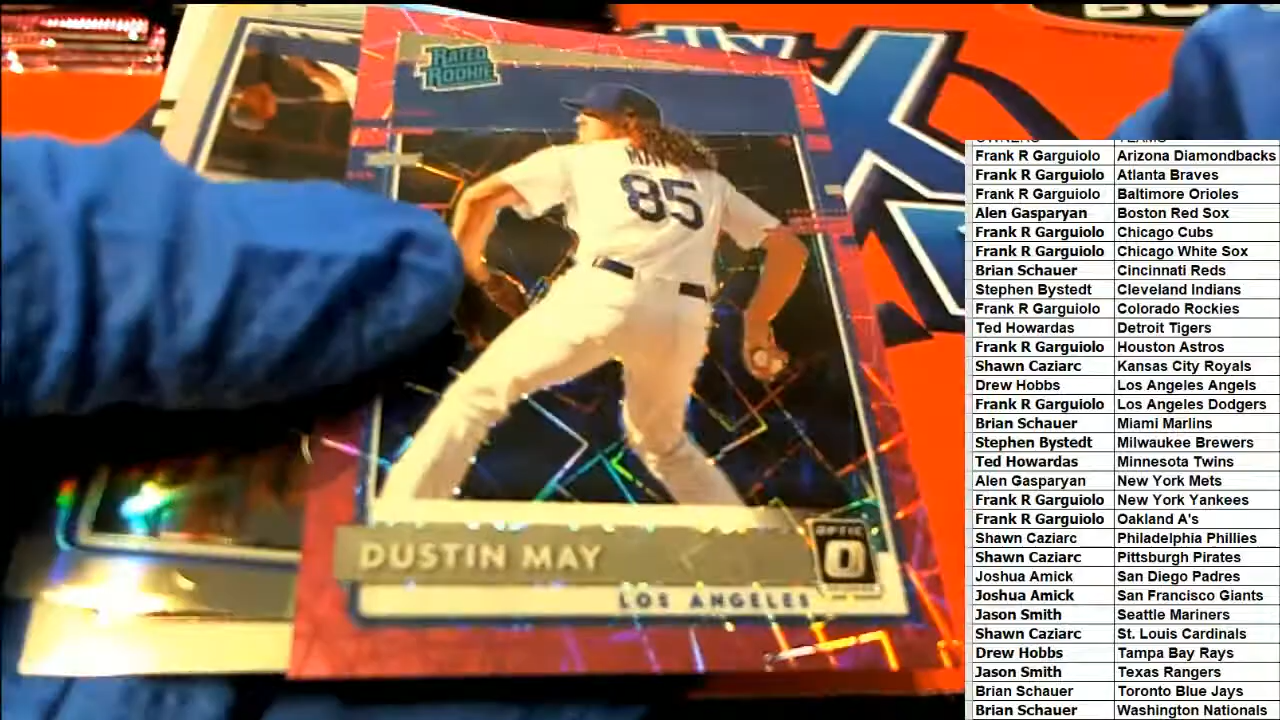 RATED
ROOKIE
MAY
85
DUSTIN MAY
OPTIC
LOS ANGELES
OWNERS TEAMS
Frank R Garguiolo Arizona Diamondbacks
Frank R Garguiolo Atlanta Braves
Frank R Garguiolo Baltimore Orioles
Alen Gasparyan Boston Red Sox
Frank R Garguiolo Chicago Cubs
Frank R Garguiolo Chicago White Sox
Brian Schauer Cincinnati Reds
Stephen Bystedt Cleveland Indians
Frank R Garguiolo Colorado Rockies
Ted Howardas Detroit Tigers
Frank R Garguiolo Houston Astros
Shawn Caziarc Kansas City Royals
Drew Hobbs Los Angeles Angels
Frank R Garguiolo Los Angeles Dodgers
Brian Schauer Miami Marlins
Stephen Bystedt Milwaukee Brewers
Ted Howardas Minnesota Twins
Alen Gasparyan New York Mets
Frank R Garguiolo New York Yankees
Frank R Garguiolo Oakland A's
Shawn Caziarc Philadelphia Phillies
Shawn Caziarc Pittsburgh Pirates
Joshua Amick San Diego Padres
Joshua Amick San Francisco Giants
Jason Smith Seattle Mariners
Shawn Caziarc St. Louis Cardinals
Drew Hobbs Tampa Bay Rays
Jason Smith Texas Rangers
Brian Schauer Toronto Blue Jays
Brian Schauer Washington Nationals